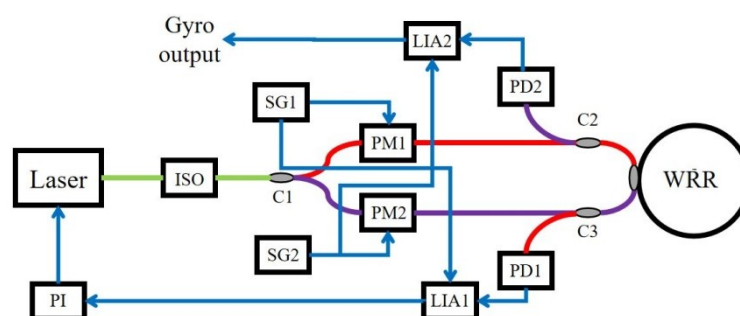 Gyro
output
LIA2
PD2
SG1
C2
PM1
Laser
ISO
C1
WRR
PM2
C3
SG2
PD1
PI
LIA1